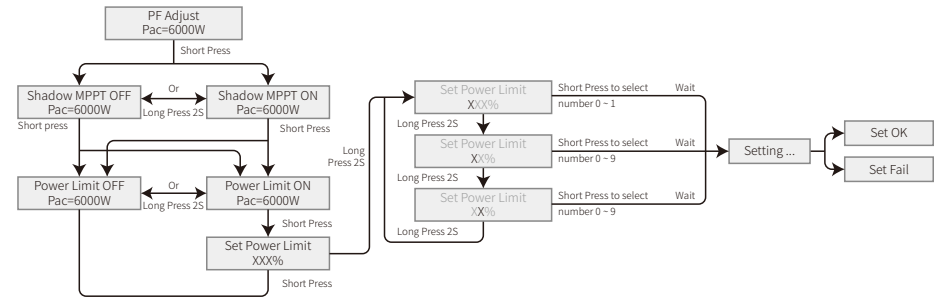 PF Adjust
Pac=6000W
Short Press
Shadow MPPT OFF
Pac=6000W
Or
Long Press 2S
Shadow MPPT ON
Pac=6000W
Short press
Short Press
Power Limit OFF
Pac=6000W
Or
Long Press 2S
Power Limit ON
Pac=6000W
Short Press
Set Power Limit
XXX%
Short Press
Long
Press 2S
Set Power Limit
XXX%
Short Press to select
number 0 ~ 1
Wait
Long Press 2S
Set Power Limit
XX%
Short Press to select
number 0 ~ 9
Wait
Long Press 2S
Set Power Limit
XX%
Short Press to select
number 0 ~ 9
Wait
Long Press 2S
Setting ...
Set OK
Set Fail